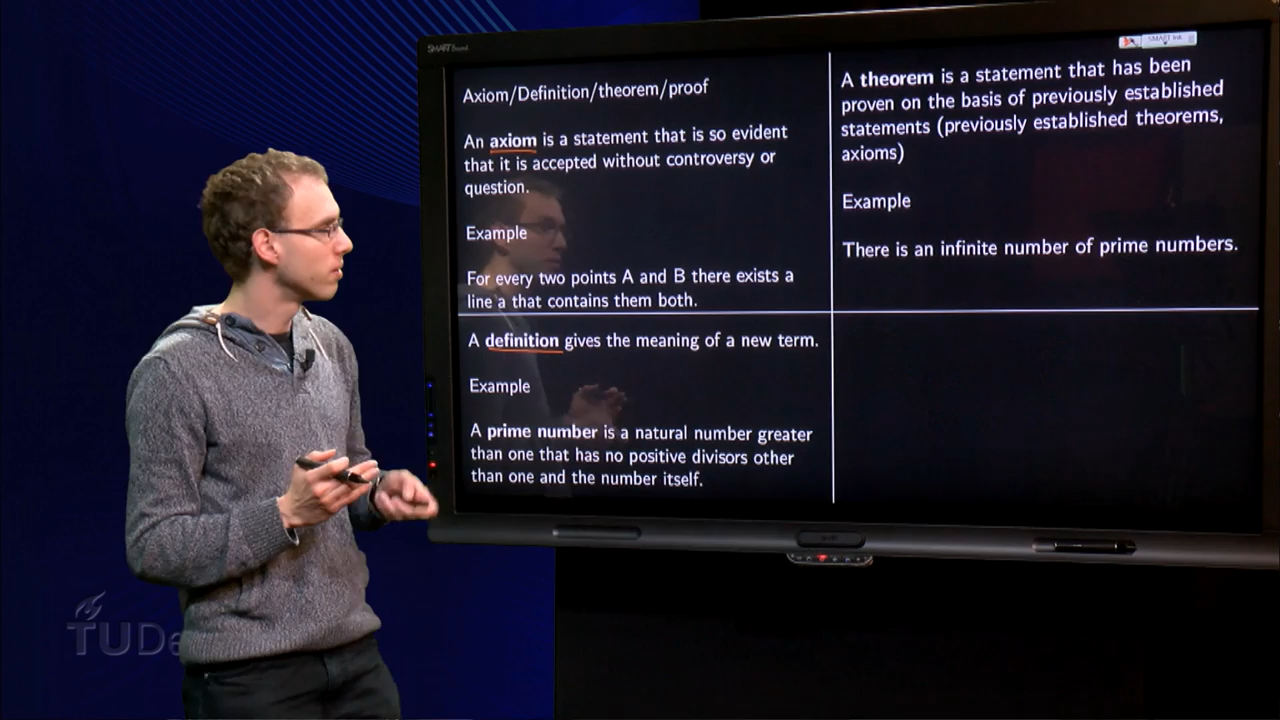 SMART Board
SMART Ink
Axiom/Definition/theorem/proof
An axiom is a statement that is so evident
that it is accepted without controversy or
question.
Example
For every two points A and B there exists a
line a that contains them both.
A definition gives the meaning of a new term.
Example
A prime number is a natural number greater
than one that has no positive divisors other
than one and the number itself.
A theorem is a statement that has been
proven on the basis of previously established
statements (previously established theorems,
axioms)
Example
There is an infinite number of prime numbers.
SMART
TUDe